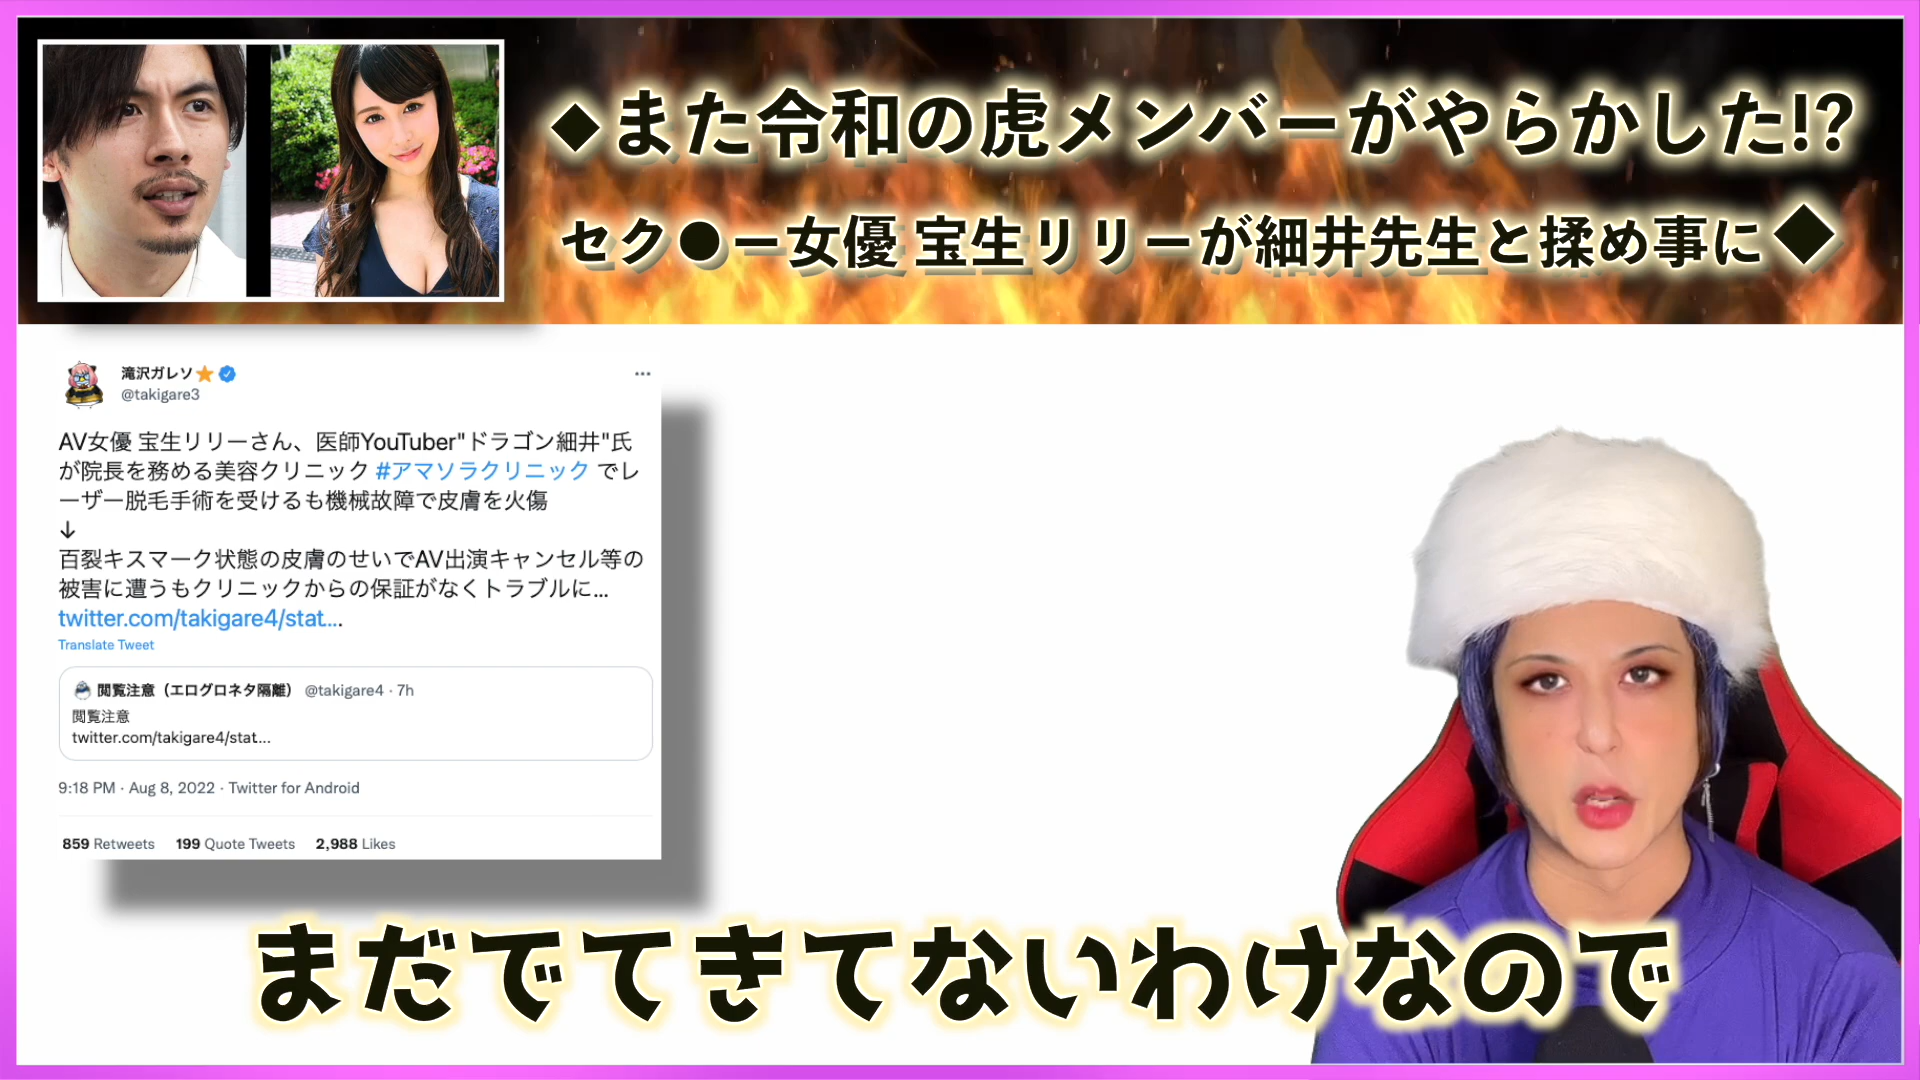 ◆また令和の虎メンバーがやらかした!?
セク●ー女優 宝生リリーが細井先生と揉め事に◆
滝沢ガレソ
@takigare3
AV女優 宝生リリーさん、医師YouTuber"ドラゴン細井"氏
が院長を務める美容クリニック #アマソラクリニック でレ
ーザー脱毛手術を受けるも機械故障で皮膚を火傷
↓
百裂キスマーク状態の皮膚のせいでAV出演キャンセル等の
被害に遭うもクリニックからの保証がなくトラブルに...
twitter.com/takigare4/stat....
Translate Tweet
閲覧注意（エログロネタ隔離） @takigare4 · 7h
閲覧注意
twitter.com/takigare4/stat...
9:18 PM · Aug 8, 2022 · Twitter for Android
859 Retweets 199 Quote Tweets 2,988 Likes
まだでてきてないわけなので